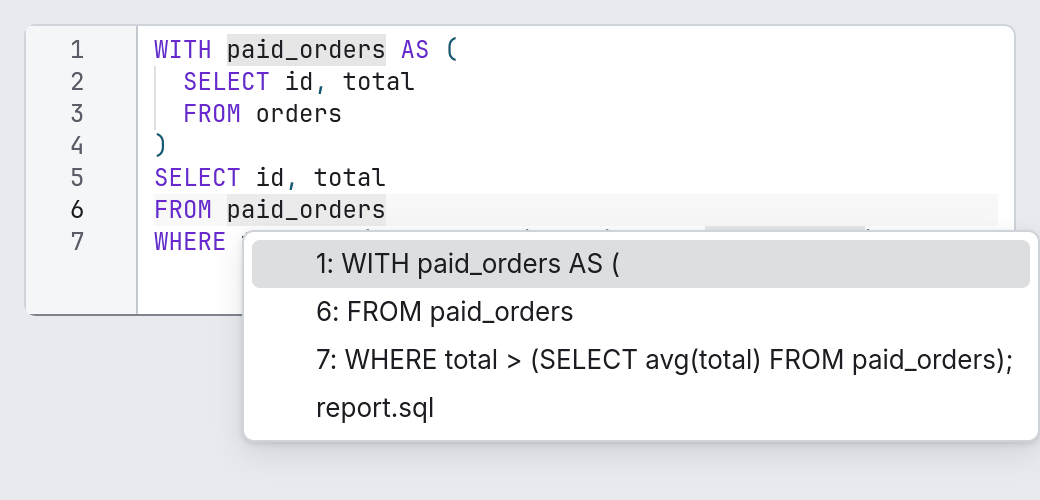 1 WITH paid_orders AS (
2 SELECT id, total
3 FROM orders
4 )
5 SELECT id, total
6 FROM paid_orders
7 WHERE
1: WITH paid_orders AS (
6: FROM paid_orders
7: WHERE total > (SELECT avg(total) FROM paid_orders);
report.sql